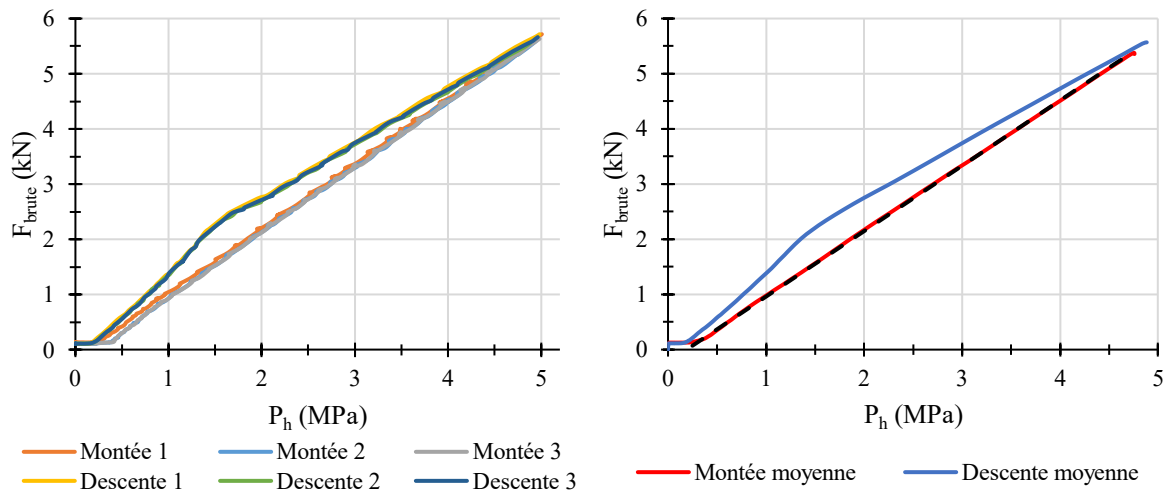 F_brute (kN)
6
5
4
3
2
1
0
0 1 2 3 4 5
P_h (MPa)
Montée 1 Montée 2 Montée 3
Descente 1 Descente 2 Descente 3
F_brute (kN)
6
5
4
3
2
1
0
0 1 2 3 4 5
P_h (MPa)
Montée moyenne Descente moyenne